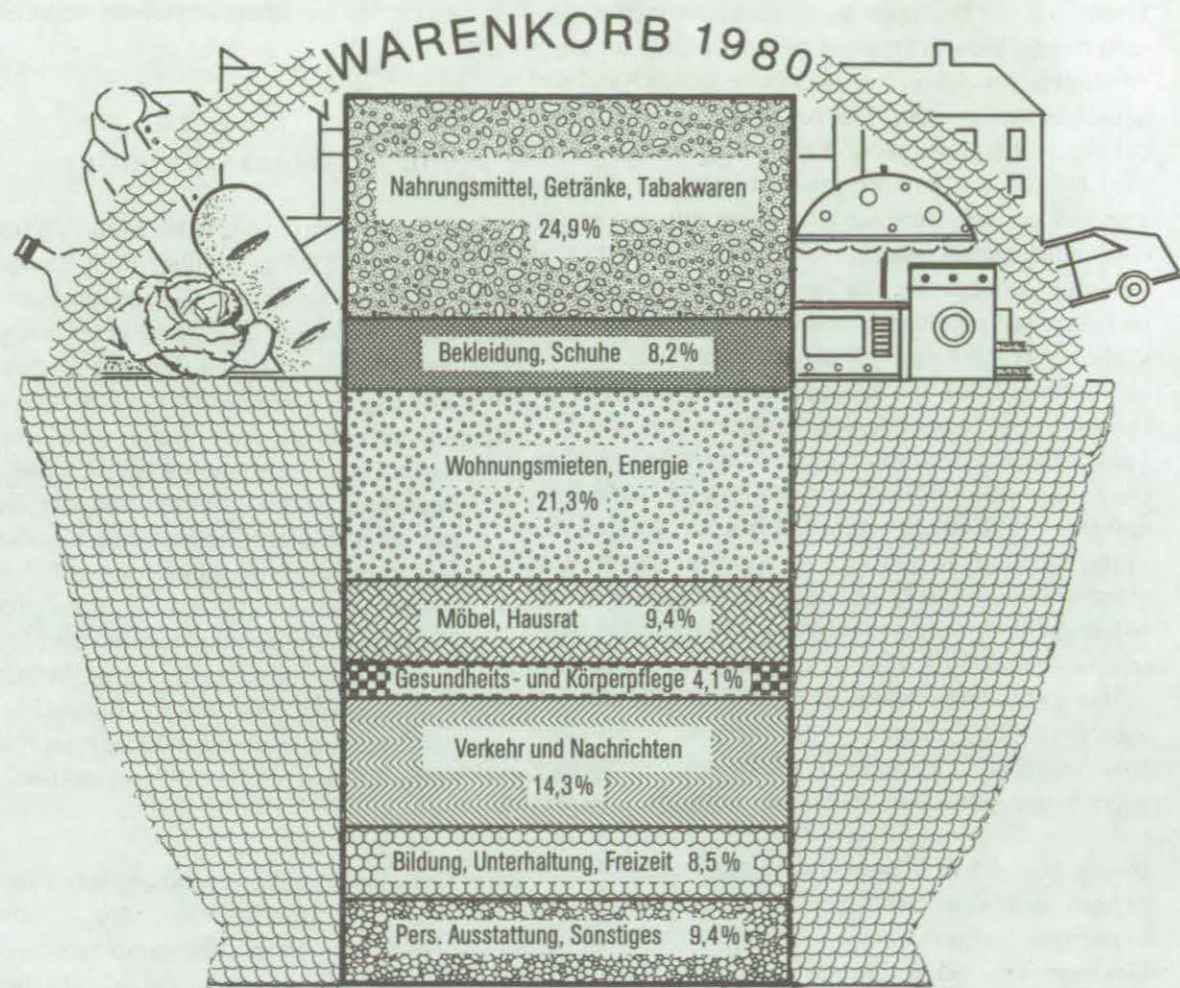 WARENKORB 1980
Nahrungsmittel, Getränke, Tabakwaren
24,9%
Bekleidung, Schuhe 8,2%
Wohnungsmieten, Energie
21,3%
Möbel, Hausrat 9,4%
Gesundheits- und Körperpflege 4,1%
Verkehr und Nachrichten
14,3%
Bildung, Unterhaltung, Freizeit 8,5%
Pers. Ausstattung, Sonstiges 9,4%